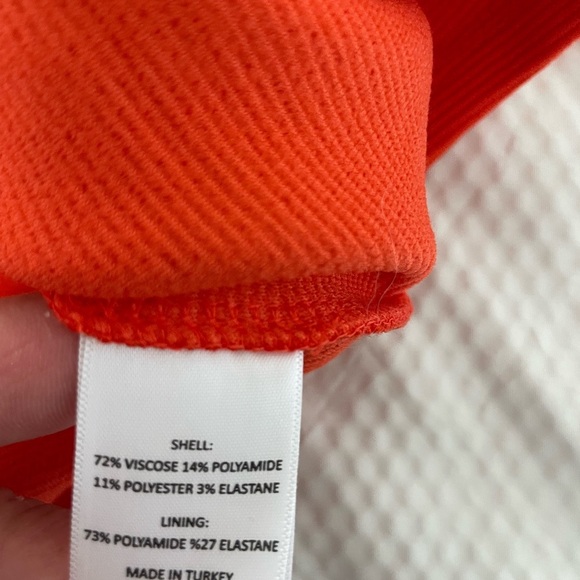 SHELL:
72% VISCOSE 14% POLYAMIDE
11% POLYESTER 3% ELASTANE
LINING:
73% POLYAMIDE %27 ELASTANE
MADE IN TURKEY